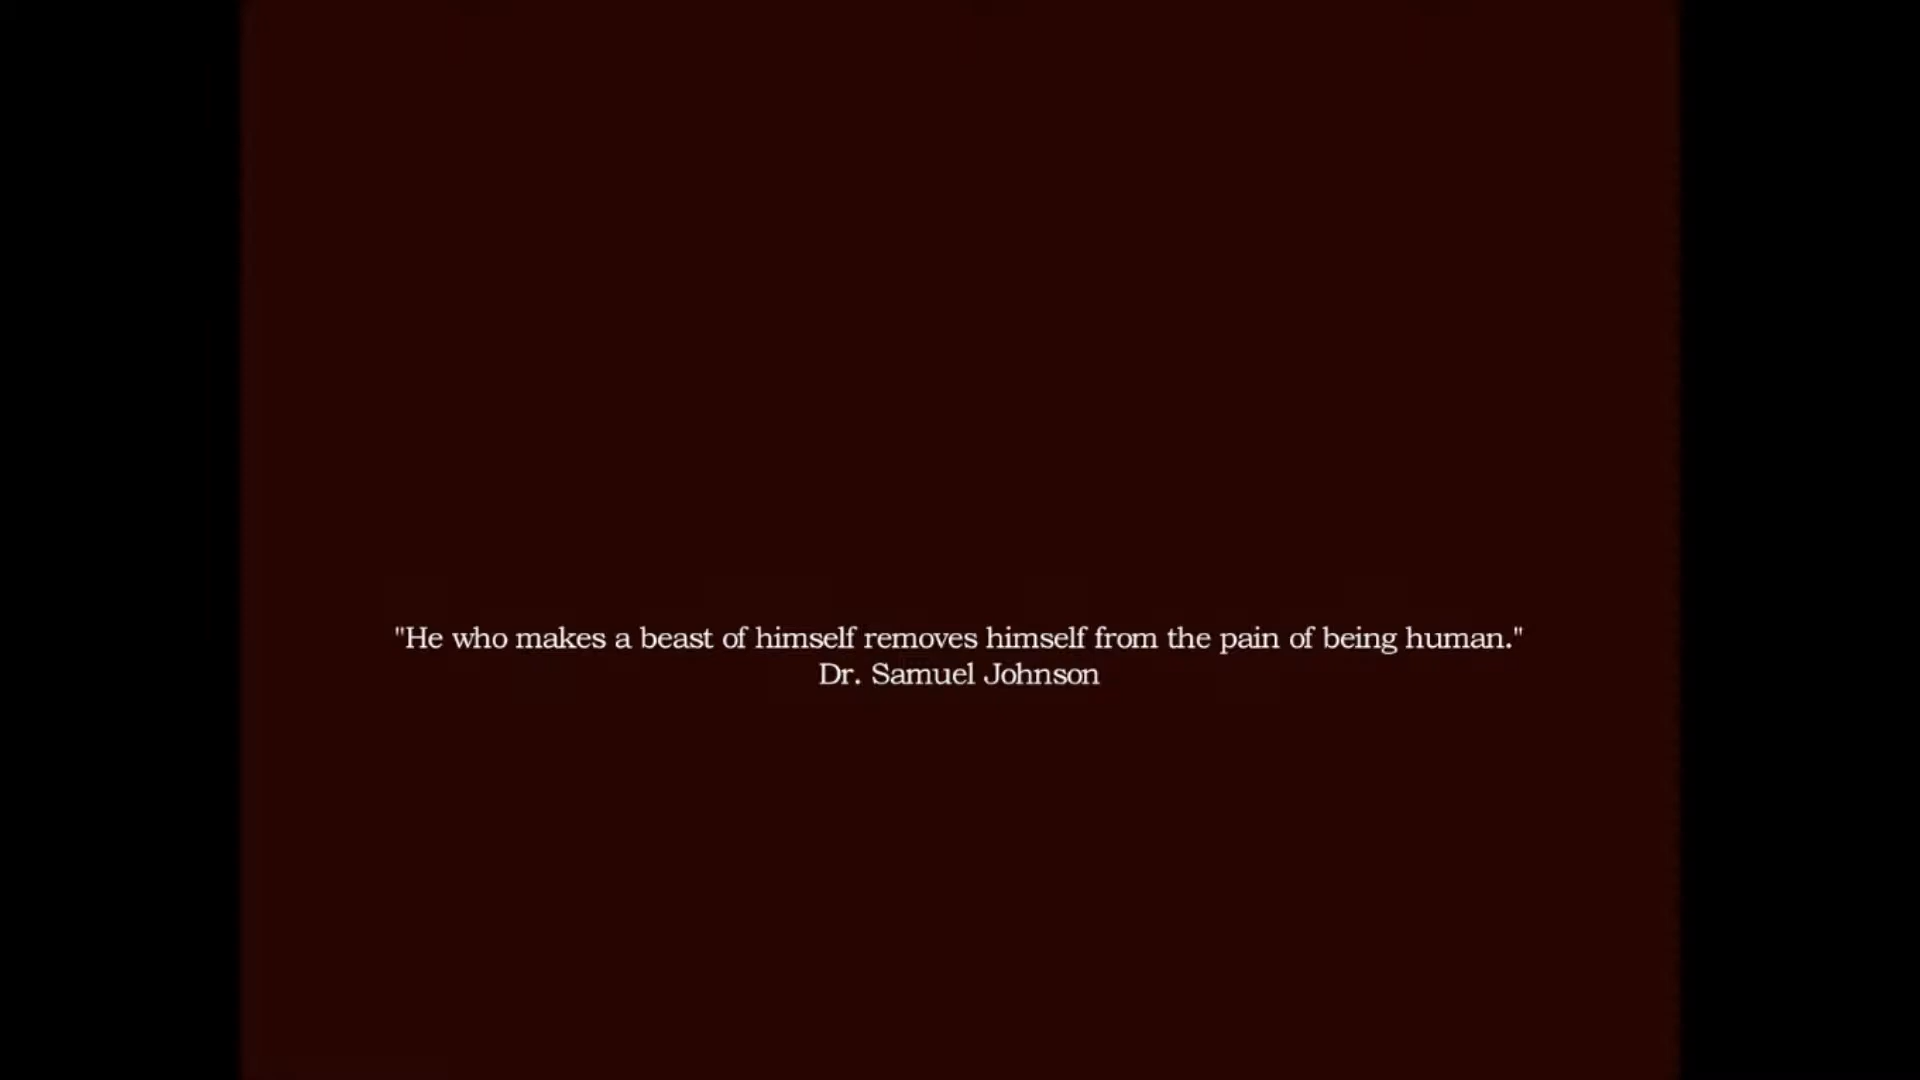 "He who makes a beast of himself removes himself from the pain of being human."
Dr. Samuel Johnson